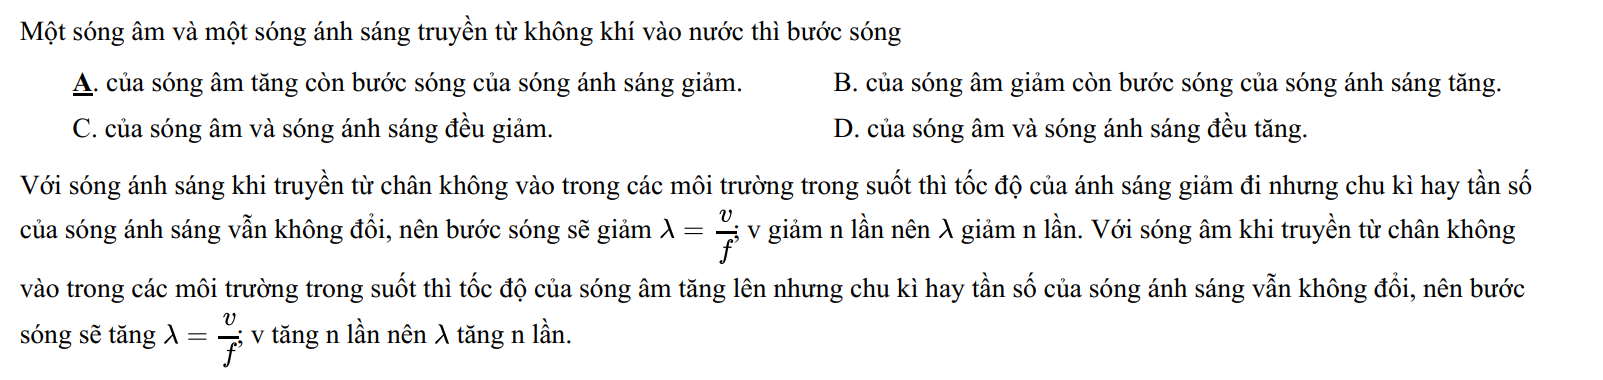 Một sóng âm và một sóng ánh sáng truyền từ không khí vào nước thì bước sóng
A. của sóng âm tăng còn bước sóng của sóng ánh sáng giảm. B. của sóng âm giảm còn bước sóng của sóng ánh sáng tăng.
C. của sóng âm và sóng ánh sáng đều giảm. D. của sóng âm và sóng ánh sáng đều tăng.
Với sóng ánh sáng khi truyền từ chân không vào trong các môi trường trong suốt thì tốc độ của ánh sáng giảm đi nhưng chu kì hay tần số
của sóng ánh sáng vẫn không đổi, nên bước sóng sẽ giảm λ = v/f; v giảm n lần nên λ giảm n lần. Với sóng âm khi truyền từ chân không
vào trong các môi trường trong suốt thì tốc độ của sóng âm tăng lên nhưng chu kì hay tần số của sóng ánh sáng vẫn không đổi, nên bước
sóng sẽ tăng λ = v/f; v tăng n lần nên λ tăng n lần.